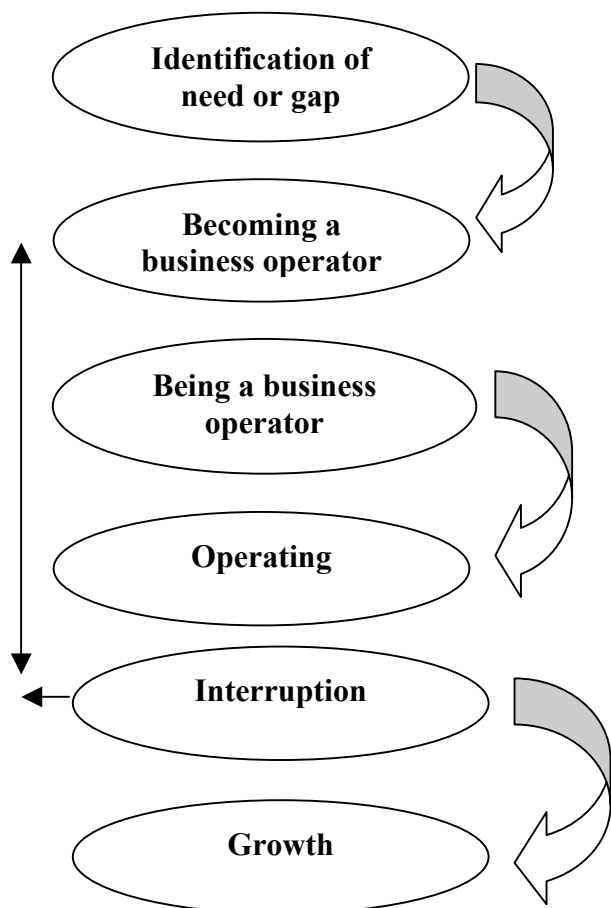 Identification of
need or gap
Becoming a
business operator
Being a business
operator
Operating
Interruption
Growth